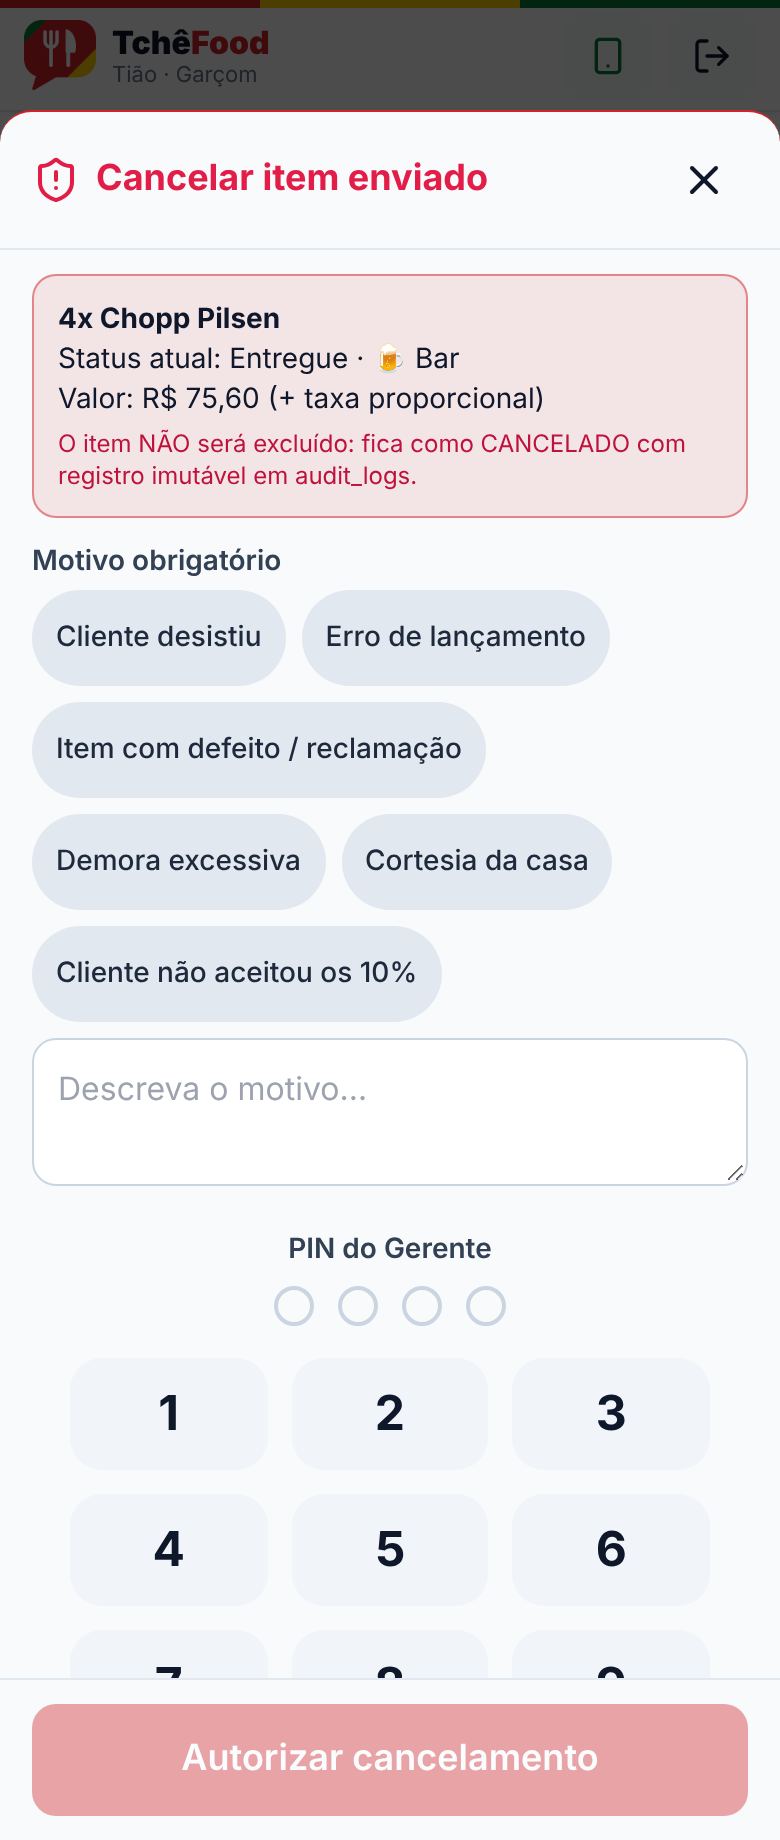 TchêFood
Tião · Garçom
Cancelar item enviado
4x Chopp Pilsen
Status atual: Entregue · 🍺 Bar
Valor: R$ 75,60 (+ taxa proporcional)
O item NÃO será excluído: fica como CANCELADO com
registro imutável em audit_logs.
Motivo obrigatório
Cliente desistiu
Erro de lançamento
Item com defeito / reclamação
Demora excessiva
Cortesia da casa
Cliente não aceitou os 10%
Descreva o motivo...
PIN do Gerente
1 2 3
4 5 6
7 8 9
Autorizar cancelamento